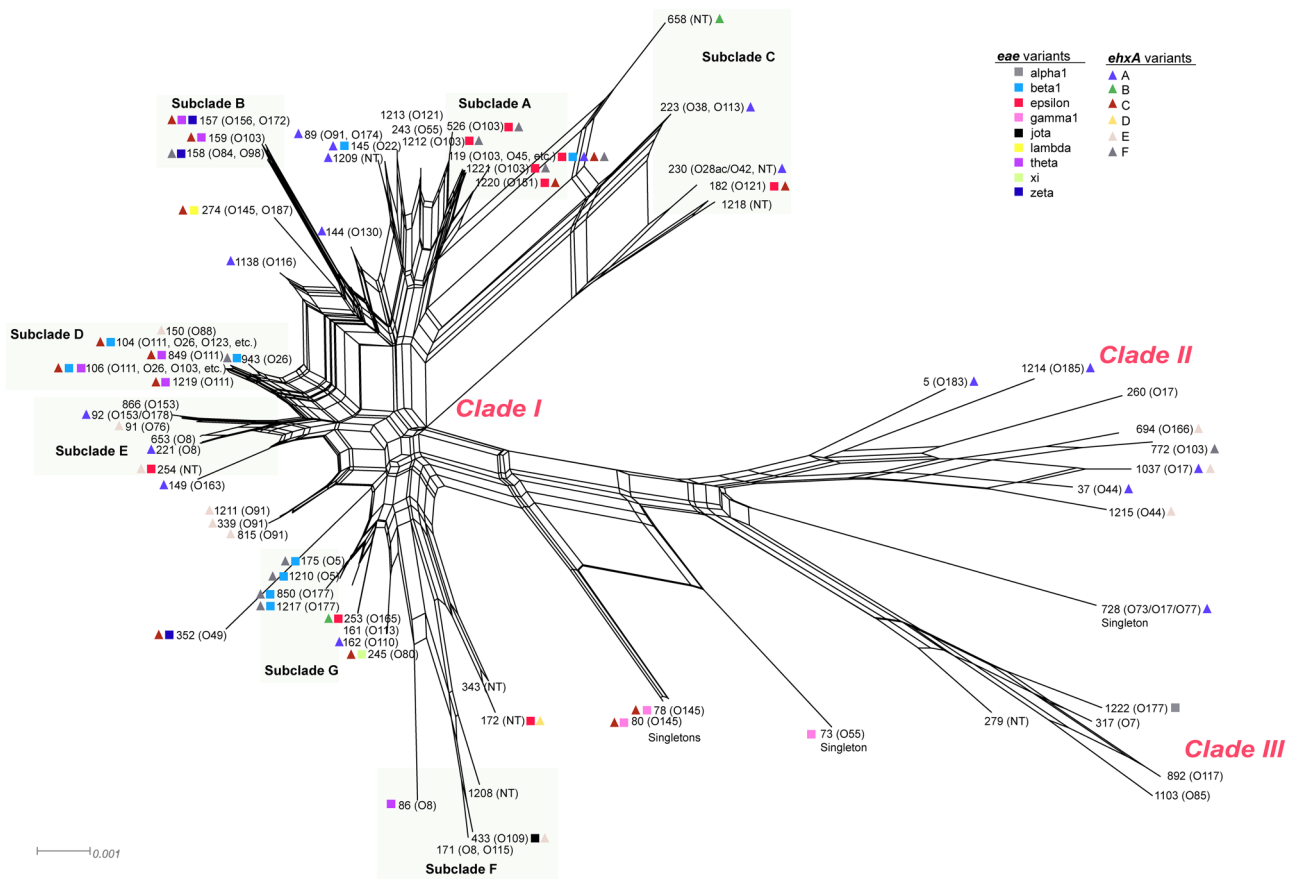 658 (NT)
Subclade C
eae variants
ehxA variants
alpha1
beta1
epsilon
gamma1
jota
lambda
theta
xi
zeta
A
B
C
D
E
F
Subclade B
157 (O156, O172)
159 (O103)
158 (O84, O98)
274 (O145, O187)
1138 (O116)
144 (O130)
89 (O91, O174)
145 (O22)
1209 (NT)
1213 (O121)
243 (O55)
1212 (O103)
Subclade A
526 (O103)
119 (O103, O45, etc.)
1221 (O103)
1220 (O151)
223 (O38, O113)
230 (O28ac/O42, NT)
182 (O121)
1218 (NT)
Subclade D
150 (O88)
104 (O111, O26, O123, etc.)
849 (O111)
943 (O26)
106 (O111, O26, O103, etc.)
1219 (O111)
866 (O153)
92 (O153/O178)
91 (O76)
653 (O8)
Subclade E
221 (O8)
254 (NT)
149 (O163)
1211 (O91)
339 (O91)
815 (O91)
Clade I
Clade II
5 (O183)
1214 (O185)
260 (O17)
694 (O166)
772 (O103)
1037 (O17)
37 (O44)
1215 (O44)
728 (O73/O17/O77)
Singleton
175 (O5)
1210 (O5)
850 (O177)
1217 (O177)
253 (O165)
161 (O113)
162 (O110)
245 (O80)
352 (O49)
Subclade G
343 (NT)
172 (NT)
78 (O145)
80 (O145)
Singletons
73 (O55)
Singleton
279 (NT)
1222 (O177)
317 (O7)
Clade III
892 (O117)
1103 (O85)
1208 (NT)
86 (O8)
433 (O109)
171 (O8, O115)
Subclade F
0.001